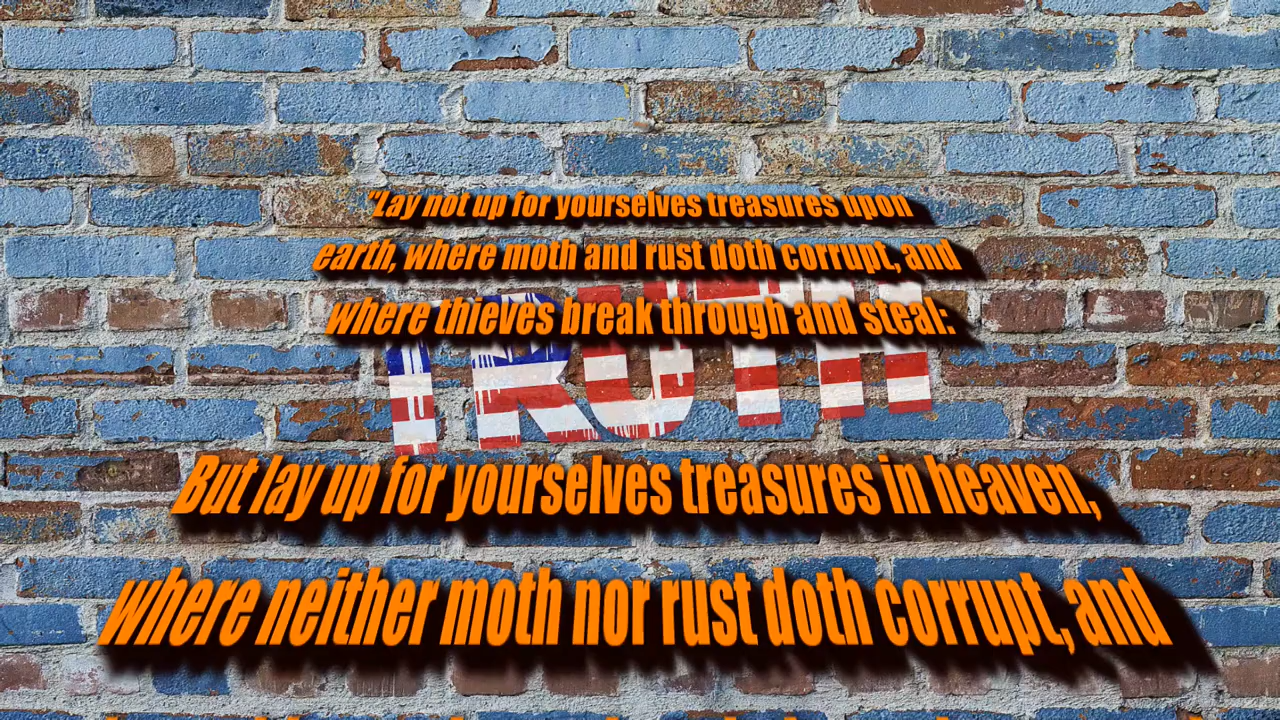 "Lay not up for yourselves treasures upon
earth, where moth and rust doth corrupt, and
where thieves break through and steal:
TRUTH
But lay up for yourselves treasures in heaven,
where neither moth nor rust doth corrupt, and